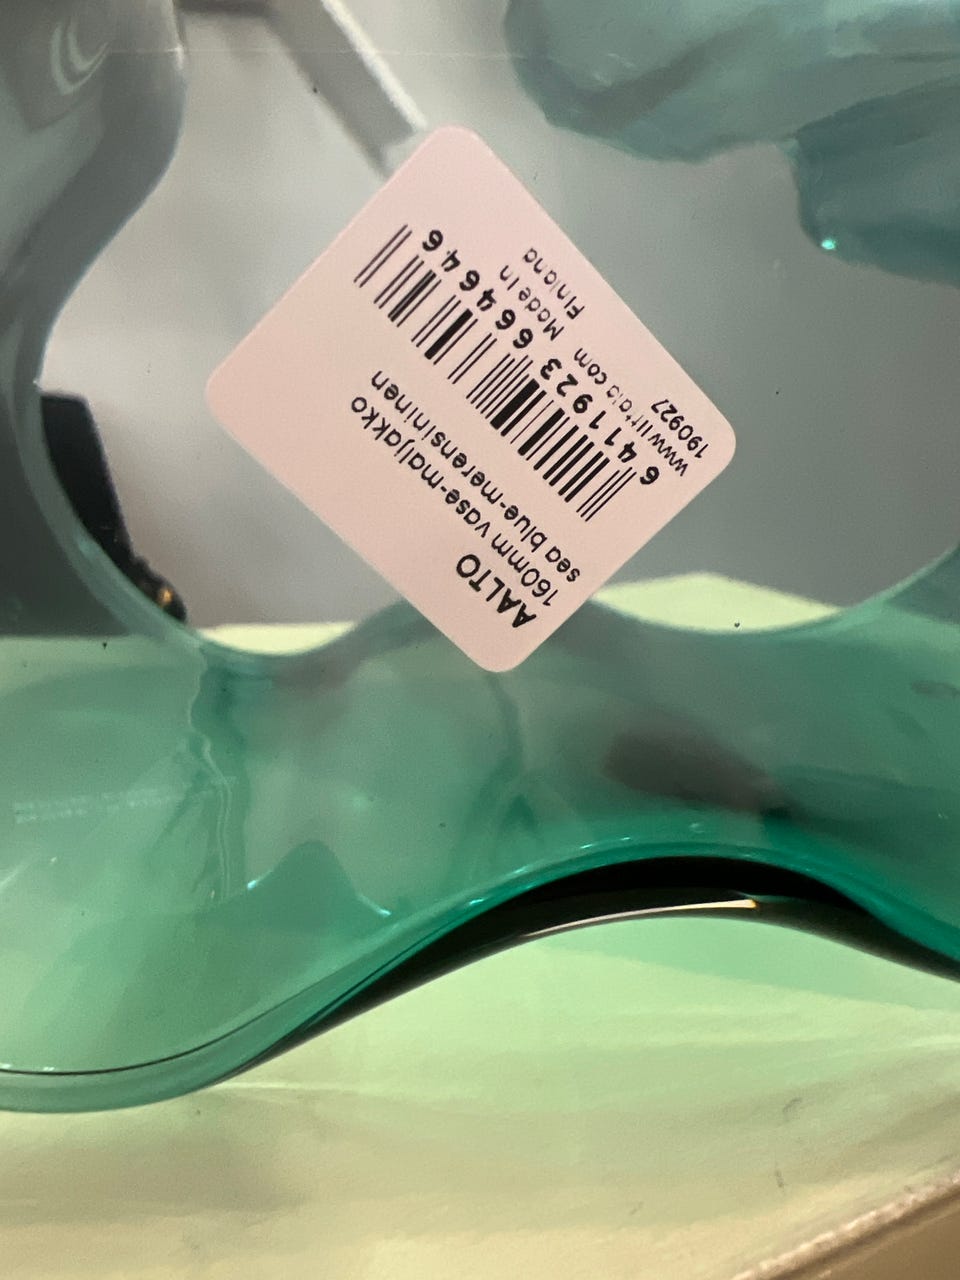 AALTO
160mm vase-maljakko
sea blue-merensininen
6 411923 664646
www.iittala.com
Made in
Finland
190927